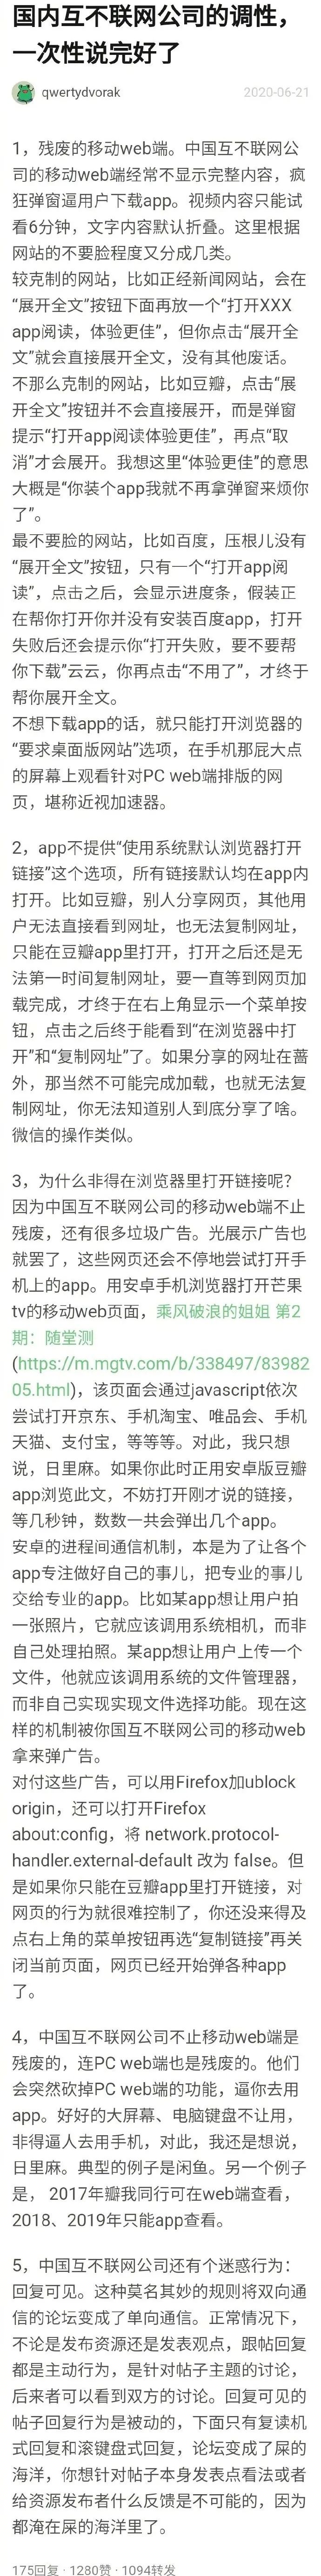 国内互不联网公司的调性，
一次性说完好了
qwertydvorak
2020-06-21
1，残废的移动web端。中国互不联网公
司的移动web端经常不显示完整内容，疯
狂弹窗逼用户下载app。视频内容只能试
看6分钟，文字内容默认折叠。这里根据
网站的不要脸程度又分成几类。
较克制的网站，比如正经新闻网站，会在
“展开全文”按钮下面再放一个“打开XXX
app阅读，体验更佳”，但你点击“展开全
文”就会直接展开全文，没有其他废话。
不那么克制的网站，比如豆瓣，点击“展
开全文”按钮并不会直接展开，而是弹窗
提示“打开app阅读体验更佳”，再点“取
消”才会展开。我想这里“体验更佳”的意思
大概是“你装个app我就不再拿弹窗来烦你
了”。
最不要脸的网站，比如百度，压根儿没有
“展开全文”按钮，只有一个“打开app阅
读”，点击之后，会显示进度条，假装正
在帮你打开你并没有安装百度app，打开
失败后还会提示你“打开失败，要不要帮
你下载”云云，你再点击“不用了”，才终于
帮你展开全文。
不想下载app的话，就只能打开浏览器的
“要求桌面版网站”选项，在手机那屁大点
的屏幕上观看针对PC web端排版的网
页，堪称近视加速器。
2，app不提供“使用系统默认浏览器打开
链接”这个选项，所有链接默认均在app内
打开。比如豆瓣，别人分享网页，其他用
户无法直接看到网址，也无法复制网址，
只能在豆瓣app里打开，打开之后还是无
法第一时间复制网址，要一直等到网页加
载完成，才终于在右上角显示一个菜单按
钮，点击之后终于能看到“在浏览器中打
开”和“复制网址”了。如果分享的网址在蔷
外，那当然不可能完成加载，也就无法复
制网址，你无法知道别人到底分享了啥。
微信的操作类似。
3，为什么非得在浏览器里打开链接呢？
因为中国互不联网公司的移动web端不止
残废，还有很多垃圾广告。光展示广告也
就罢了，这些网页还会不停地尝试打开手
机上的app。用安卓手机浏览器打开芒果
tv的移动web页面，乘风破浪的姐姐 第2
期：随堂测
(https://m.mgtv.com/b/338497/83982
05.html)，该页面会通过javascript依次
尝试打开京东、手机淘宝、唯品会、手机
天猫、支付宝，等等等。对此，我只想
说，日里麻。如果你此时正用安卓版豆瓣
app浏览此文，不妨打开刚才说的链接，
等几秒钟，数数一共会弹出几个app。
安卓的进程间通信机制，本是为了让各个
app专注做好自己的事儿，把专业的事儿
交给专业的app。比如某app想让用户拍
一张照片，它就应该调用系统相机，而非
自己处理拍照。某app想让用户上传一个
文件，他就应该调用系统的文件管理器，
而非自己实现实现文件选择功能。现在这
样的机制被你国互不联网公司的移动web
拿来弹广告。
对付这些广告，可以用Firefox加ublock
origin，还可以打开Firefox
about:config，将 network.protocol-
handler.external-default 改为 false。但
是如果你只能在豆瓣app里打开链接，对
网页的行为就很难控制了，你还没来得及
点右上角的菜单按钮再选“复制链接”再关
闭当前页面，网页已经开始弹各种app
了。
4，中国互不联网公司不止移动web端是
残废的，连PC web端也是残废的。他们
会突然砍掉PC web端的功能，逼你去用
app。好好的大屏幕、电脑键盘不让用，
非得逼人去用手机，对此，我还是想说，
日里麻。典型的例子是闲鱼。另一个例子
是， 2017年瓣我同行可在web端查看，
2018、2019年只能app查看。
5，中国互不联网公司还有个迷惑行为：
回复可见。这种莫名其妙的规则将双向通
信的论坛变成了单向通信。正常情况下，
不论是发布资源还是发表观点，跟帖回复
都是主动行为，是针对帖子主题的讨论，
后来者可以看到双方的讨论。回复可见的
帖子回复行为是被动的，下面只有复读机
式回复和滚键盘式回复，论坛变成了屎的
海洋，你想针对帖子本身发表点看法或者
给资源发布者什么反馈是不可能的，因为
都淹在屎的海洋里了。
175回复 · 1280赞 · 1094转发